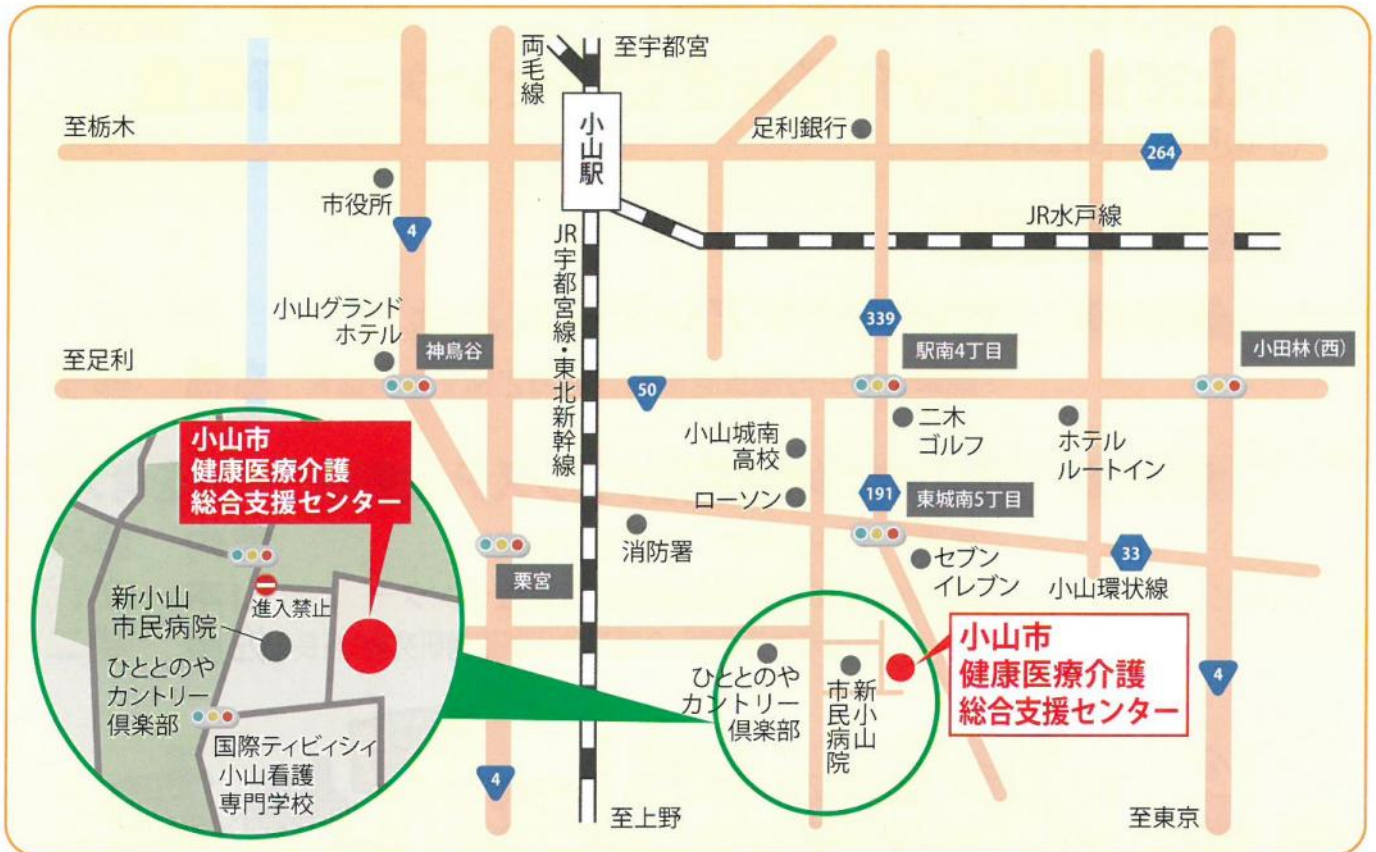 両毛線
至宇都宮
小山駅
足利銀行
至栃木
264
市役所
4
JR水戸線
JR宇都宮線・東北新幹線
339
小山グランド
ホテル
神鳥谷
駅南4丁目
小田林(西)
至足利
50
小山城南
高校
二木
ゴルフ
ホテル
ルートイン
ローソン
191
東城南5丁目
消防署
栗宮
セブン
イレブン
33
小山環状線
小山市
健康医療介護
総合支援センター
進入禁止
新小山
市民病院
ひととのや
カントリー
倶楽部
国際ティビィシィ
小山看護
専門学校
ひととのや
カントリー
倶楽部
新小山
市民病院
小山市
健康医療介護
総合支援センター
4
4
至上野
至東京